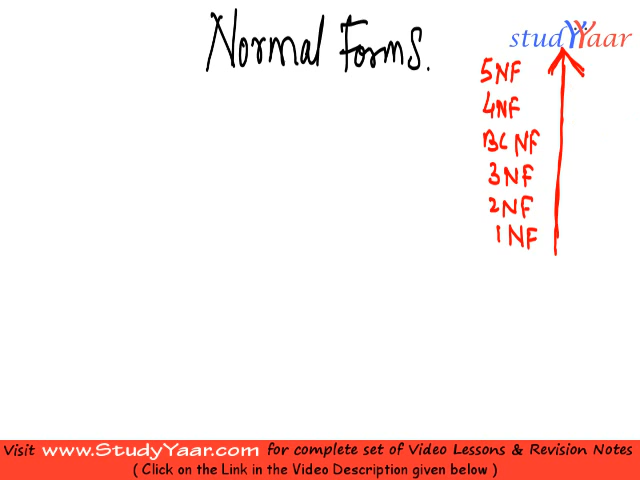 Normal Forms.
studYYaar
5NF
4NF
BCNF
3NF
2NF
1NF
Visit www.StudyYaar.com for complete set of Video Lessons & Revision Notes
( Click on the Link in the Video Description given below )